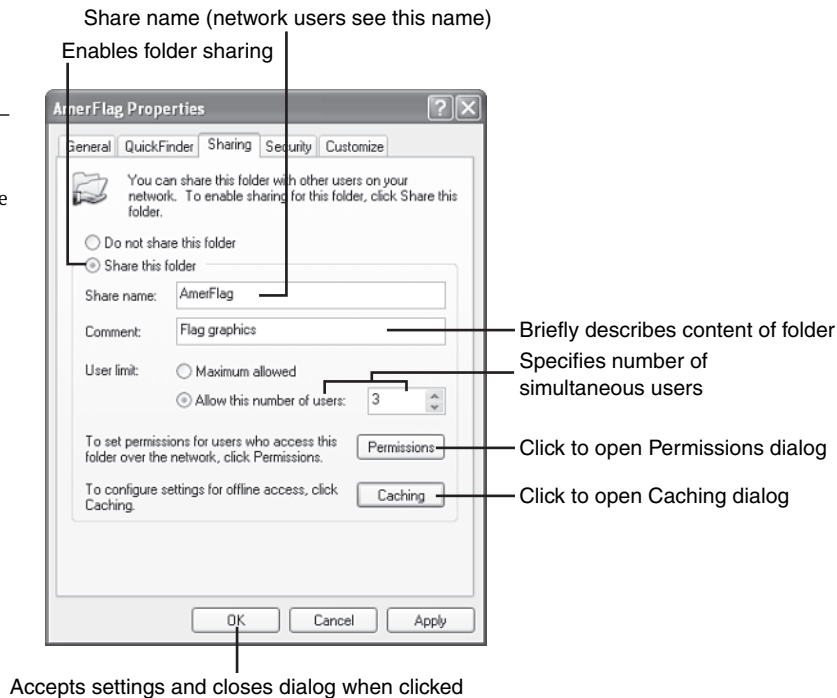 Share name (network users see this name)
Enables folder sharing
AmerFlag Properties
General QuickFinder Sharing Security Customize
e
You can share this folder with other users on your
network. To enable sharing for this folder, click Share this
folder.
Do not share this folder
Share this folder
Share name: AmerFlag
Comment: Flag graphics
Briefly describes content of folder
Specifies number of
simultaneous users
User limit: Maximum allowed
Allow this number of users: 3
To set permissions for users who access this
folder over the network, click Permissions.
Permissions
Click to open Permissions dialog
To configure settings for offline access, click
Caching.
Caching
Click to open Caching dialog
OK Cancel Apply
Accepts settings and closes dialog when clicked